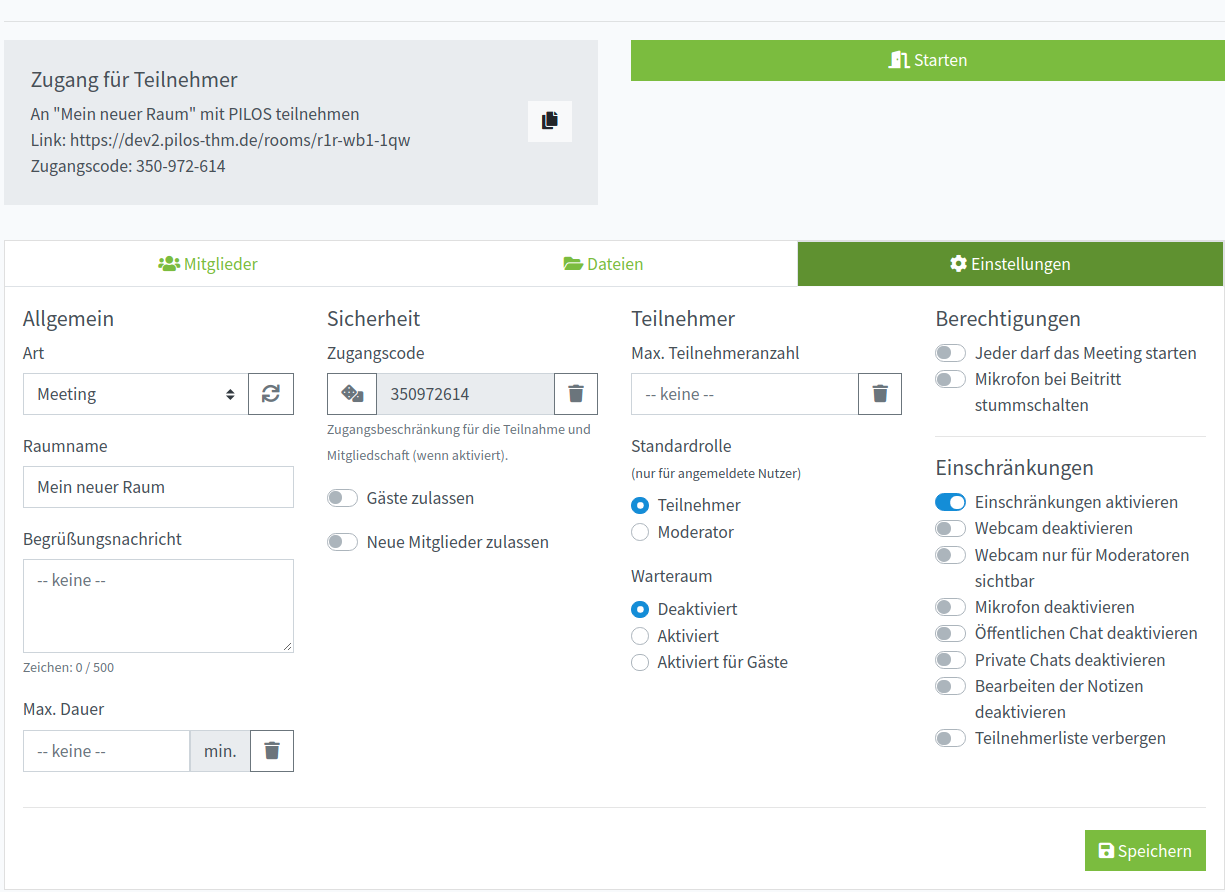 Zugang für Teilnehmer
An "Mein neuer Raum" mit PILOS teilnehmen
Link: https://dev2.pilos-thm.de/rooms/r1r-wb1-1qw
Zugangscode: 350-972-614
Starten
Mitglieder
Dateien
Einstellungen
Allgemein
Art
Meeting
Raumname
Mein neuer Raum
Begrüßungsnachricht
-- keine --
Zeichen: 0 / 500
Max. Dauer
-- keine --
min.
Sicherheit
Zugangscode
350972614
Zugangsbeschränkung für die Teilnahme und
Mitgliedschaft (wenn aktiviert).
Gäste zulassen
Neue Mitglieder zulassen
Teilnehmer
Max. Teilnehmeranzahl
-- keine --
Standardrolle
(nur für angemeldete Nutzer)
Teilnehmer
Moderator
Warteraum
Deaktiviert
Aktiviert
Aktiviert für Gäste
Berechtigungen
Jeder darf das Meeting starten
Mikrofon bei Beitritt
stummschalten
Einschränkungen
Einschränkungen aktivieren
Webcam deaktivieren
Webcam nur für Moderatoren
sichtbar
Mikrofon deaktivieren
Öffentlichen Chat deaktivieren
Private Chats deaktivieren
Bearbeiten der Notizen
deaktivieren
Teilnehmerliste verbergen
Speichern